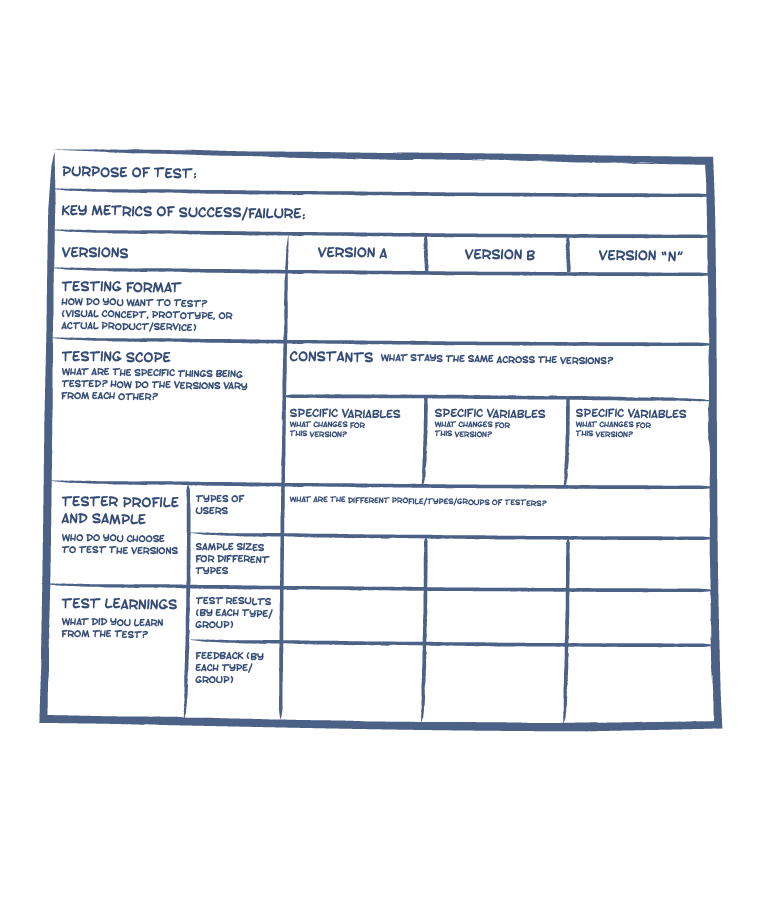 PURPOSE OF TEST:
KEY METRICS OF SUCCESS/FAILURE:
VERSIONS
VERSION A
VERSION B
VERSION "N"
TESTING FORMAT
HOW DO YOU WANT TO TEST?
(VISUAL CONCEPT, PROTOTYPE, OR
ACTUAL PRODUCT/SERVICE)
TESTING SCOPE
WHAT ARE THE SPECIFIC THINGS BEING
TESTED? HOW DO THE VERSIONS VARY
FROM EACH OTHER?
CONSTANTS WHAT STAYS THE SAME ACROSS THE VERSIONS?
SPECIFIC VARIABLES
WHAT CHANGES FOR
THIS VERSION?
SPECIFIC VARIABLES
WHAT CHANGES FOR
THIS VERSION?
SPECIFIC VARIABLES
WHAT CHANGES FOR
THIS VERSION?
TESTER PROFILE
AND SAMPLE
WHO DO YOU CHOOSE
TO TEST THE VERSIONS
TYPES OF
USERS
WHAT ARE THE DIFFERENT PROFILE/TYPES/GROUPS OF TESTERS?
SAMPLE SIZES
FOR DIFFERENT
TYPES
TEST LEARNINGS
WHAT DID YOU LEARN
FROM THE TEST?
TEST RESULTS
(BY EACH TYPE/
GROUP)
FEEDBACK (BY
EACH TYPE/
GROUP)